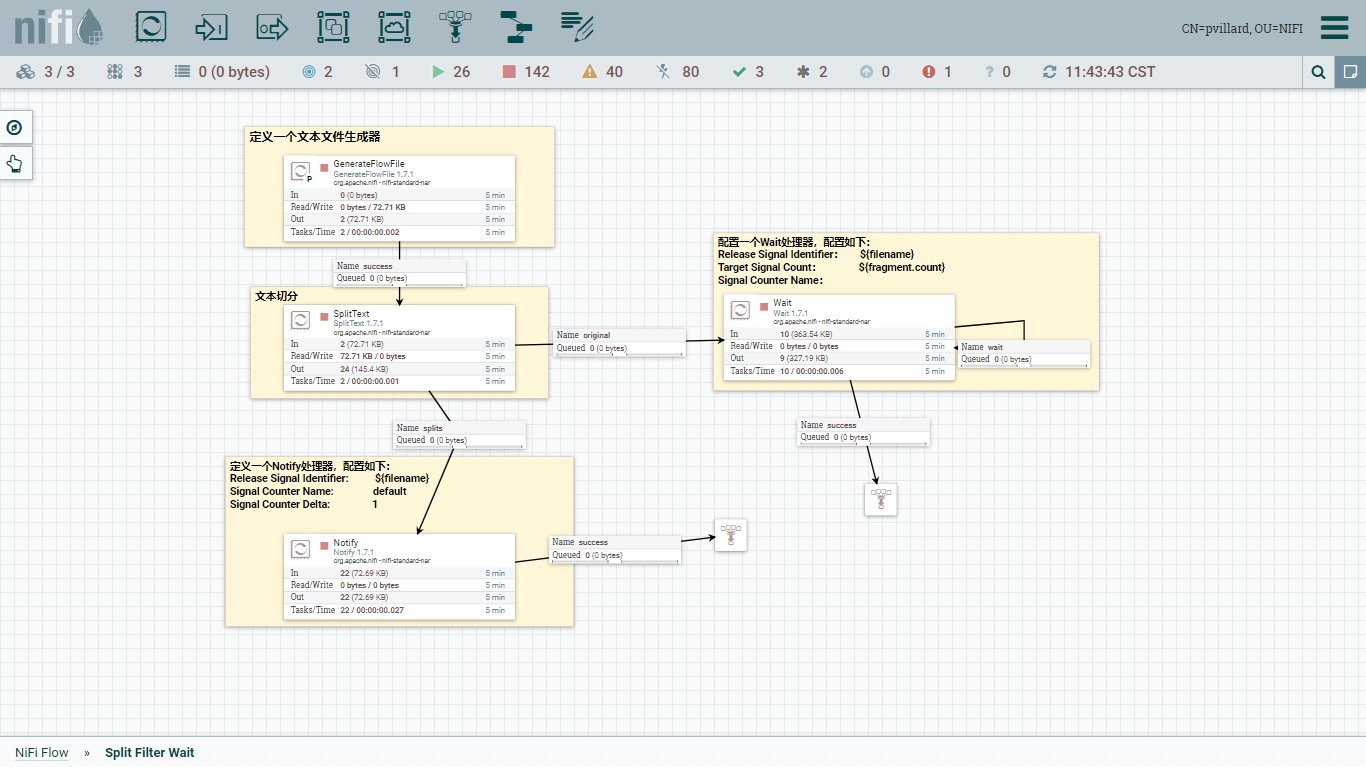 nifi
CN=pvillard, OU=NIFI
3 / 3 3 0 (0 bytes) 2 1 26 142 40 80 3 2 0 1 0 11:43:43 CST
定义一个文本文件生成器
P
GenerateFlowFile
GenerateFlowFile 1.7.1
org.apache.nifi - nifi-standard-nar
In 0 (0 bytes) 5 min
Read/Write 0 bytes / 72.71 KB 5 min
Out 2 (72.71 KB) 5 min
Tasks/Time 2 / 00:00:00.002 5 min
Name success
Queued 0 (0 bytes)
文本切分
SplitText
SplitText 1.7.1
org.apache.nifi - nifi-standard-nar
In 2 (72.71 KB) 5 min
Read/Write 72.71 KB / 0 bytes 5 min
Out 24 (145.4 KB) 5 min
Tasks/Time 2 / 00:00:00.001 5 min
Name original
Queued 0 (0 bytes)
配置一个Wait处理器，配置如下：
Release Signal Identifier: ${filename}
Target Signal Count: ${fragment.count}
Signal Counter Name:
Wait
Wait 1.7.1
org.apache.nifi - nifi-standard-nar
In 10 (363.54 KB) 5 min
Read/Write 0 bytes / 0 bytes 5 min
Out 9 (327.19 KB) 5 min
Tasks/Time 10 / 00:00:00.006 5 min
Name wait
Queued 0 (0 bytes)
Name success
Queued 0 (0 bytes)
Name splits
Queued 0 (0 bytes)
定义一个Notify处理器，配置如下：
Release Signal Identifier: ${filename}
Signal Counter Name: default
Signal Counter Delta: 1
Notify
Notify 1.7.1
org.apache.nifi - nifi-standard-nar
In 22 (72.69 KB) 5 min
Read/Write 0 bytes / 0 bytes 5 min
Out 22 (72.69 KB) 5 min
Tasks/Time 22 / 00:00:00.027 5 min
Name success
Queued 0 (0 bytes)
NiFi Flow » Split Filter Wait